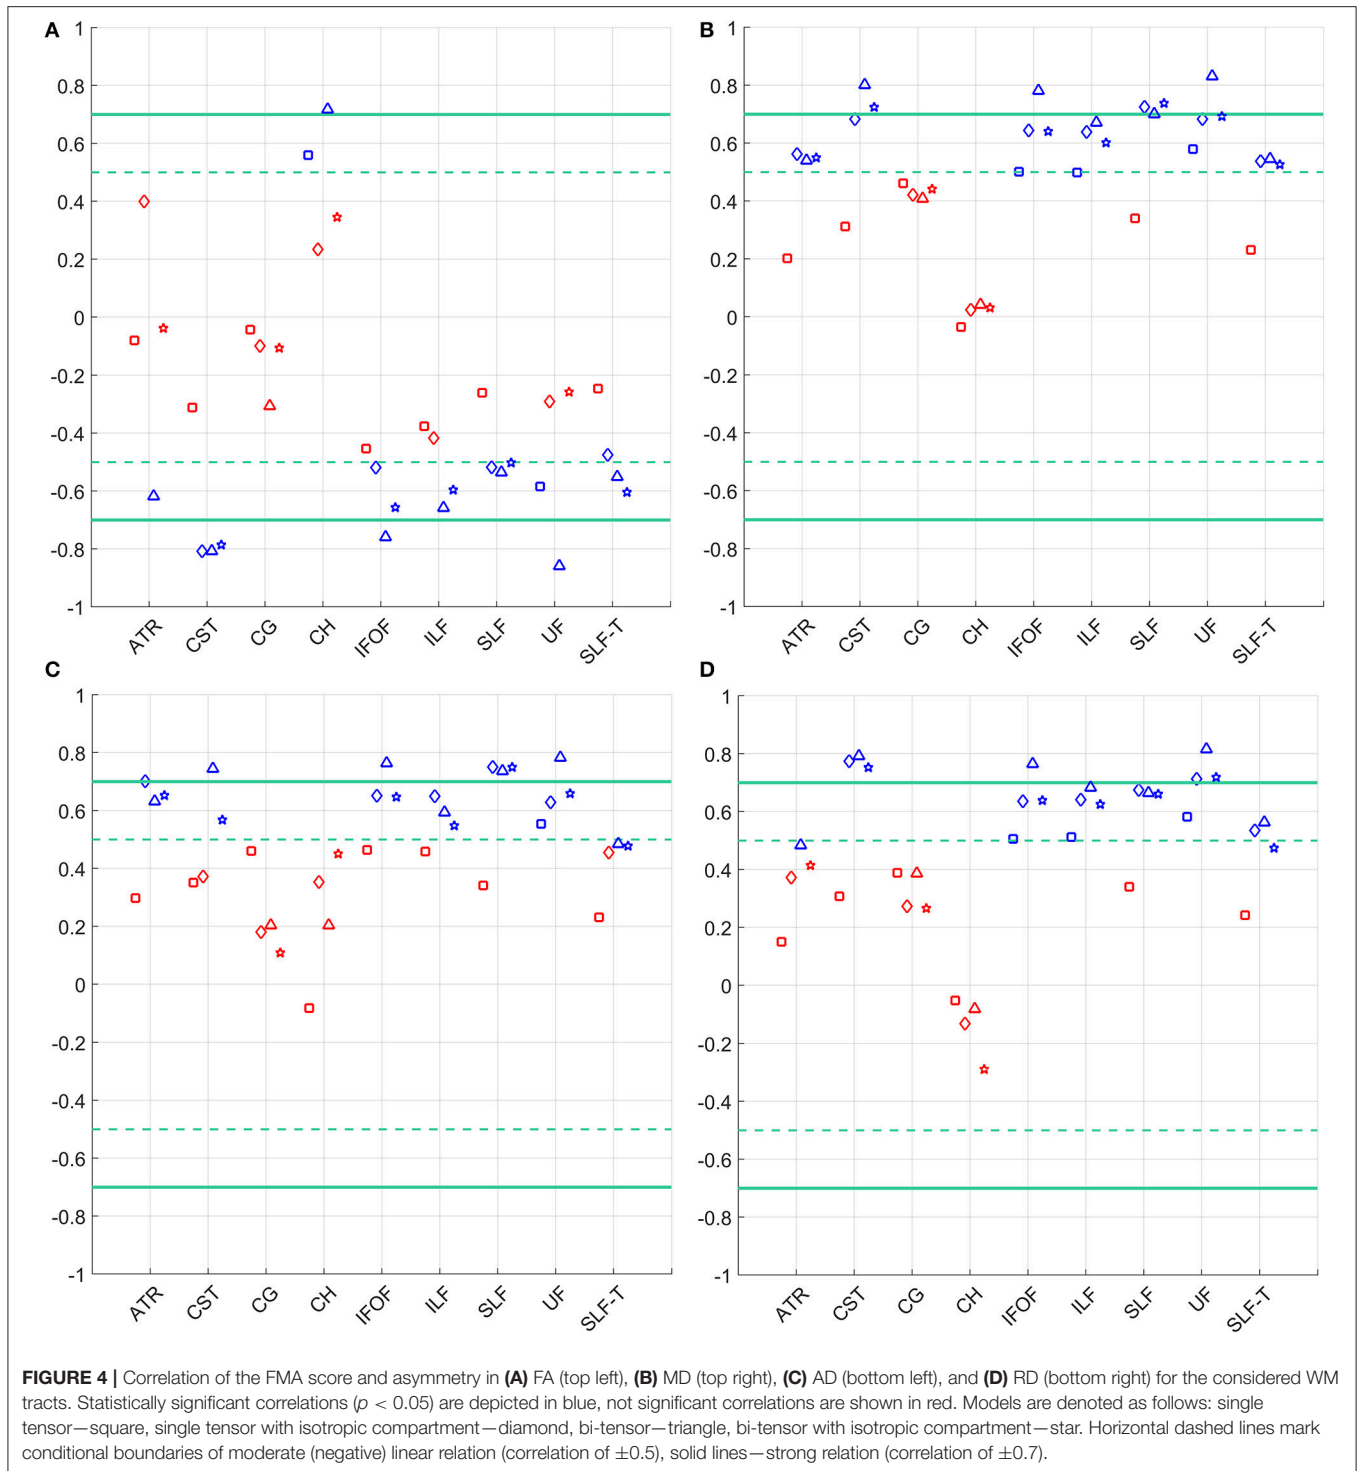 A
1
0.8
0.6
0.4
0.2
0
-0.2
-0.4
-0.6
-0.8
-1
ATR
CST
CG
CH
IFOF
ILF
SLF
UF
SLF-T
B
1
0.8
0.6
0.4
0.2
0
-0.2
-0.4
-0.6
-0.8
-1
ATR
CST
CG
CH
IFOF
ILF
SLF
UF
SLF-T
C
1
0.8
0.6
0.4
0.2
0
-0.2
-0.4
-0.6
-0.8
-1
ATR
CST
CG
CH
IFOF
ILF
SLF
UF
SLF-T
D
1
0.8
0.6
0.4
0.2
0
-0.2
-0.4
-0.6
-0.8
-1
ATR
CST
CG
CH
IFOF
ILF
SLF
UF
SLF-T
FIGURE 4 | Correlation of the FMA score and asymmetry in (A) FA (top left), (B) MD (top right), (C) AD (bottom left), and (D) RD (bottom right) for the considered WM
tracts. Statistically significant correlations (p < 0.05) are depicted in blue, not significant correlations are shown in red. Models are denoted as follows: single
tensor—square, single tensor with isotropic compartment—diamond, bi-tensor—triangle, bi-tensor with isotropic compartment—star. Horizontal dashed lines mark
conditional boundaries of moderate (negative) linear relation (correlation of ±0.5), solid lines—strong relation (correlation of ±0.7).